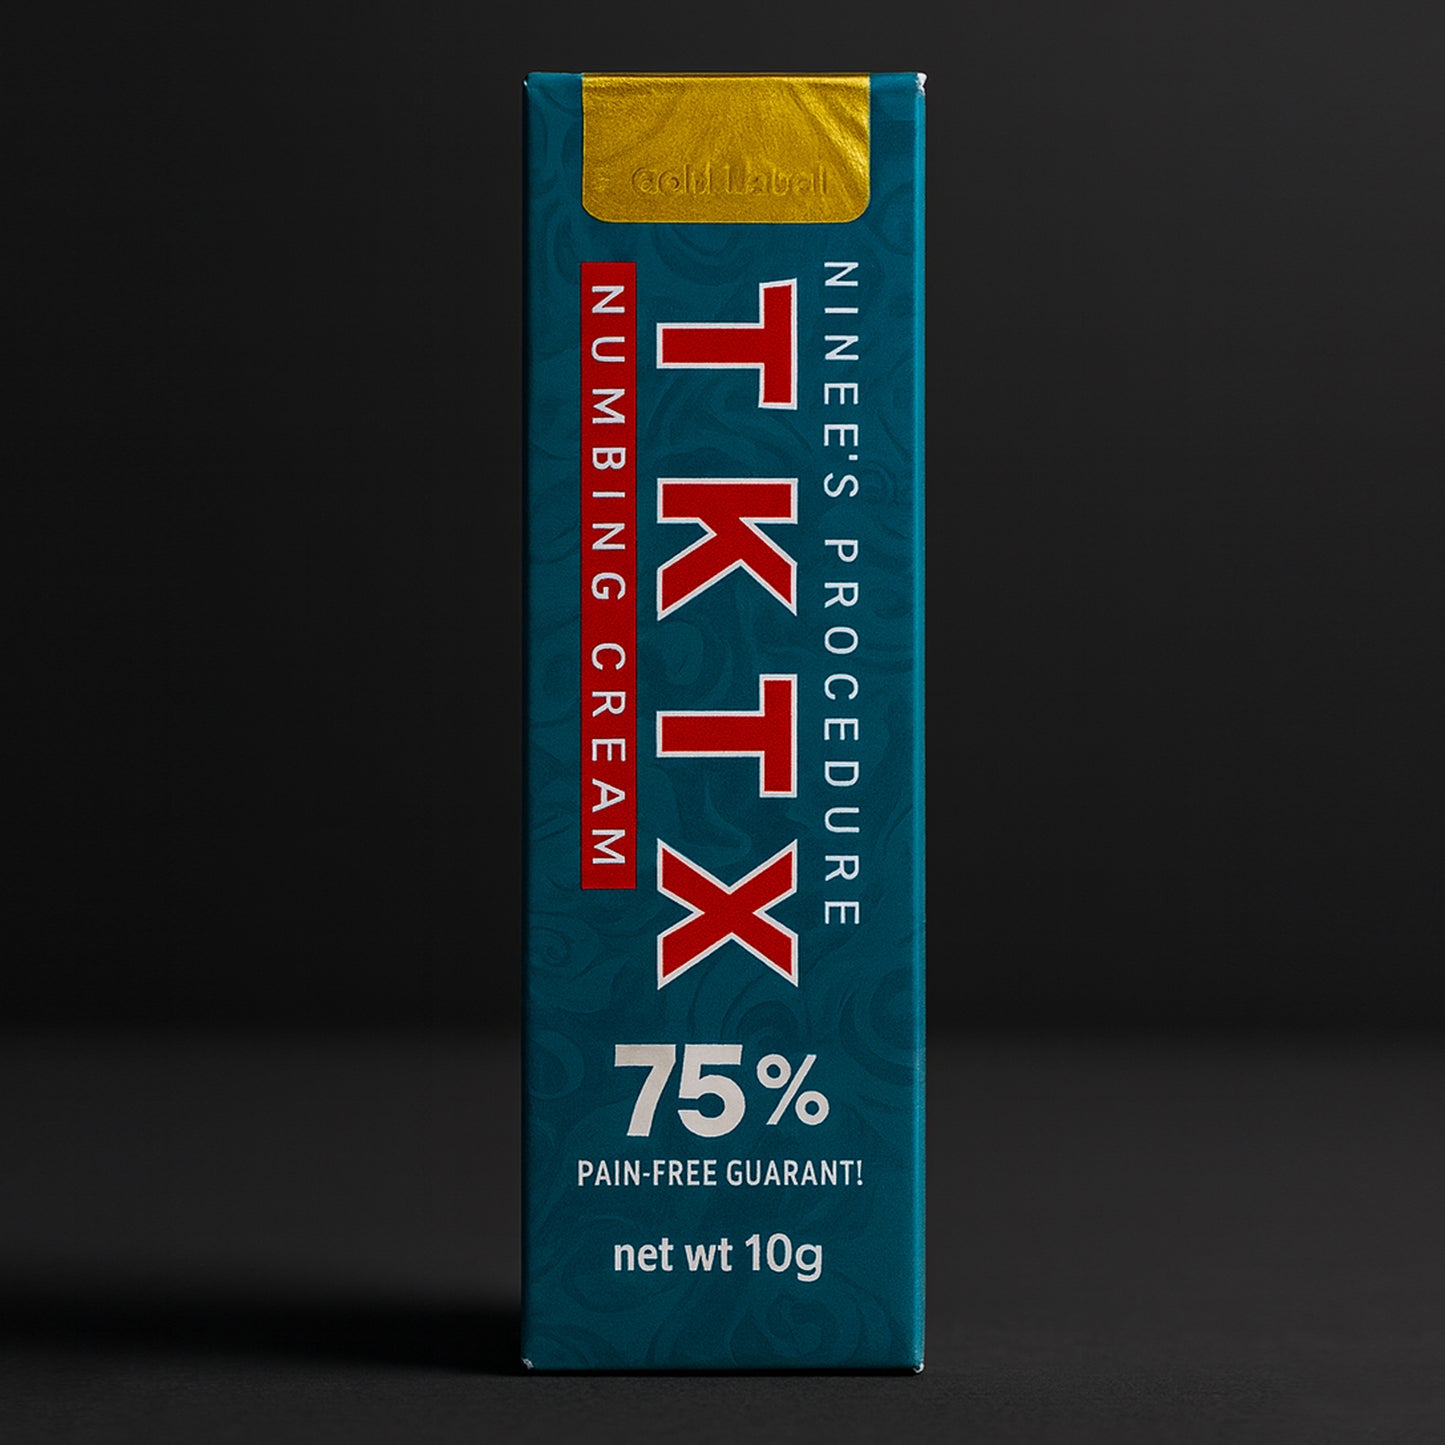 Gold Label
NINEE'S PROCEDURE
TKTX
NUMBING CREAM
75%
PAIN-FREE GUARANT!
net wt 10g